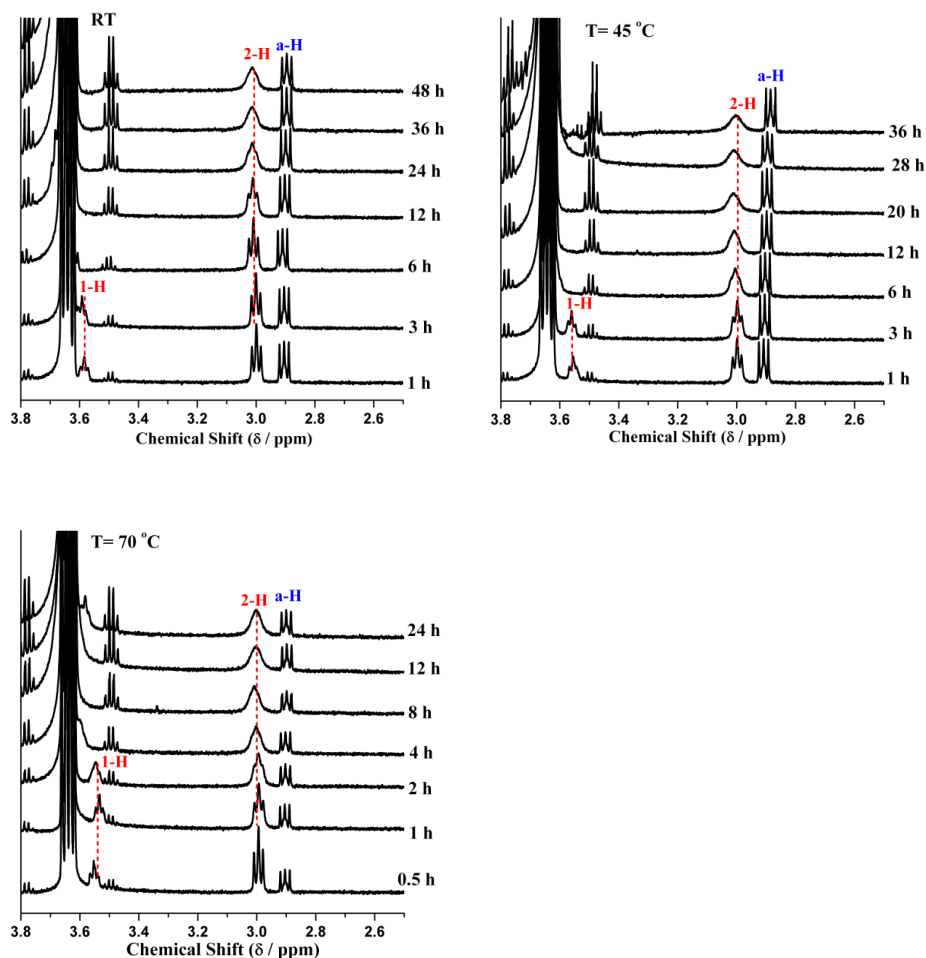 RT
2-H
a-H
48 h
36 h
24 h
12 h
6 h
1-H
3 h
1 h
3.8 3.6 3.4 3.2 3.0 2.8 2.6
Chemical Shift (δ / ppm)
T= 45 °C
a-H
2-H
36 h
28 h
20 h
12 h
6 h
1-H
3 h
1 h
3.8 3.6 3.4 3.2 3.0 2.8 2.6
Chemical Shift (δ / ppm)
T= 70 °C
2-H
a-H
24 h
12 h
8 h
4 h
1-H
2 h
1 h
0.5 h
3.8 3.6 3.4 3.2 3.0 2.8 2.6
Chemical Shift (δ / ppm)